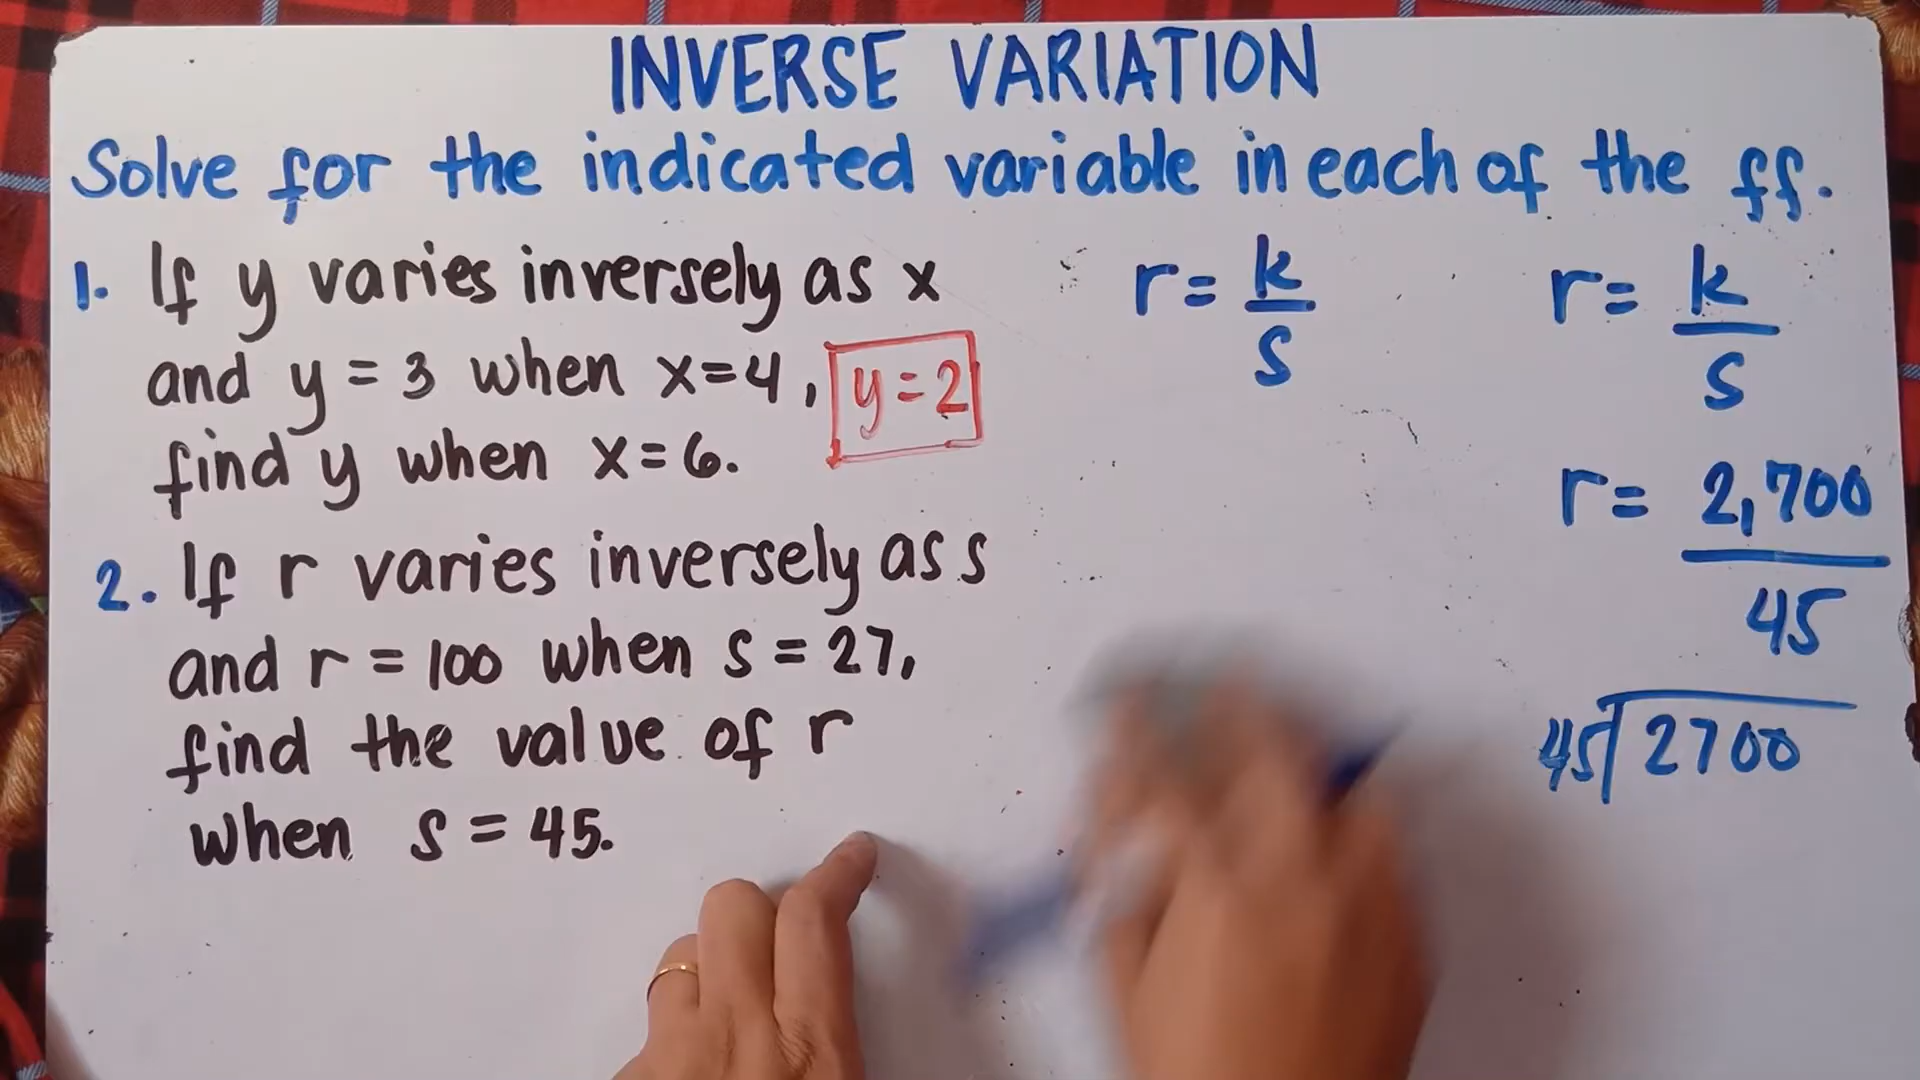 INVERSE VARIATION
Solve for the indicated variable in each of the ff.
1. If y varies inversely as x
and y = 3 when x=4, y=2
find y when x=6.
2. If r varies inversely as s
and r = 100 when s = 27,
find the value of r
when s = 45.
r= k
s
r= k
s
r= 2,700
45
45 2700